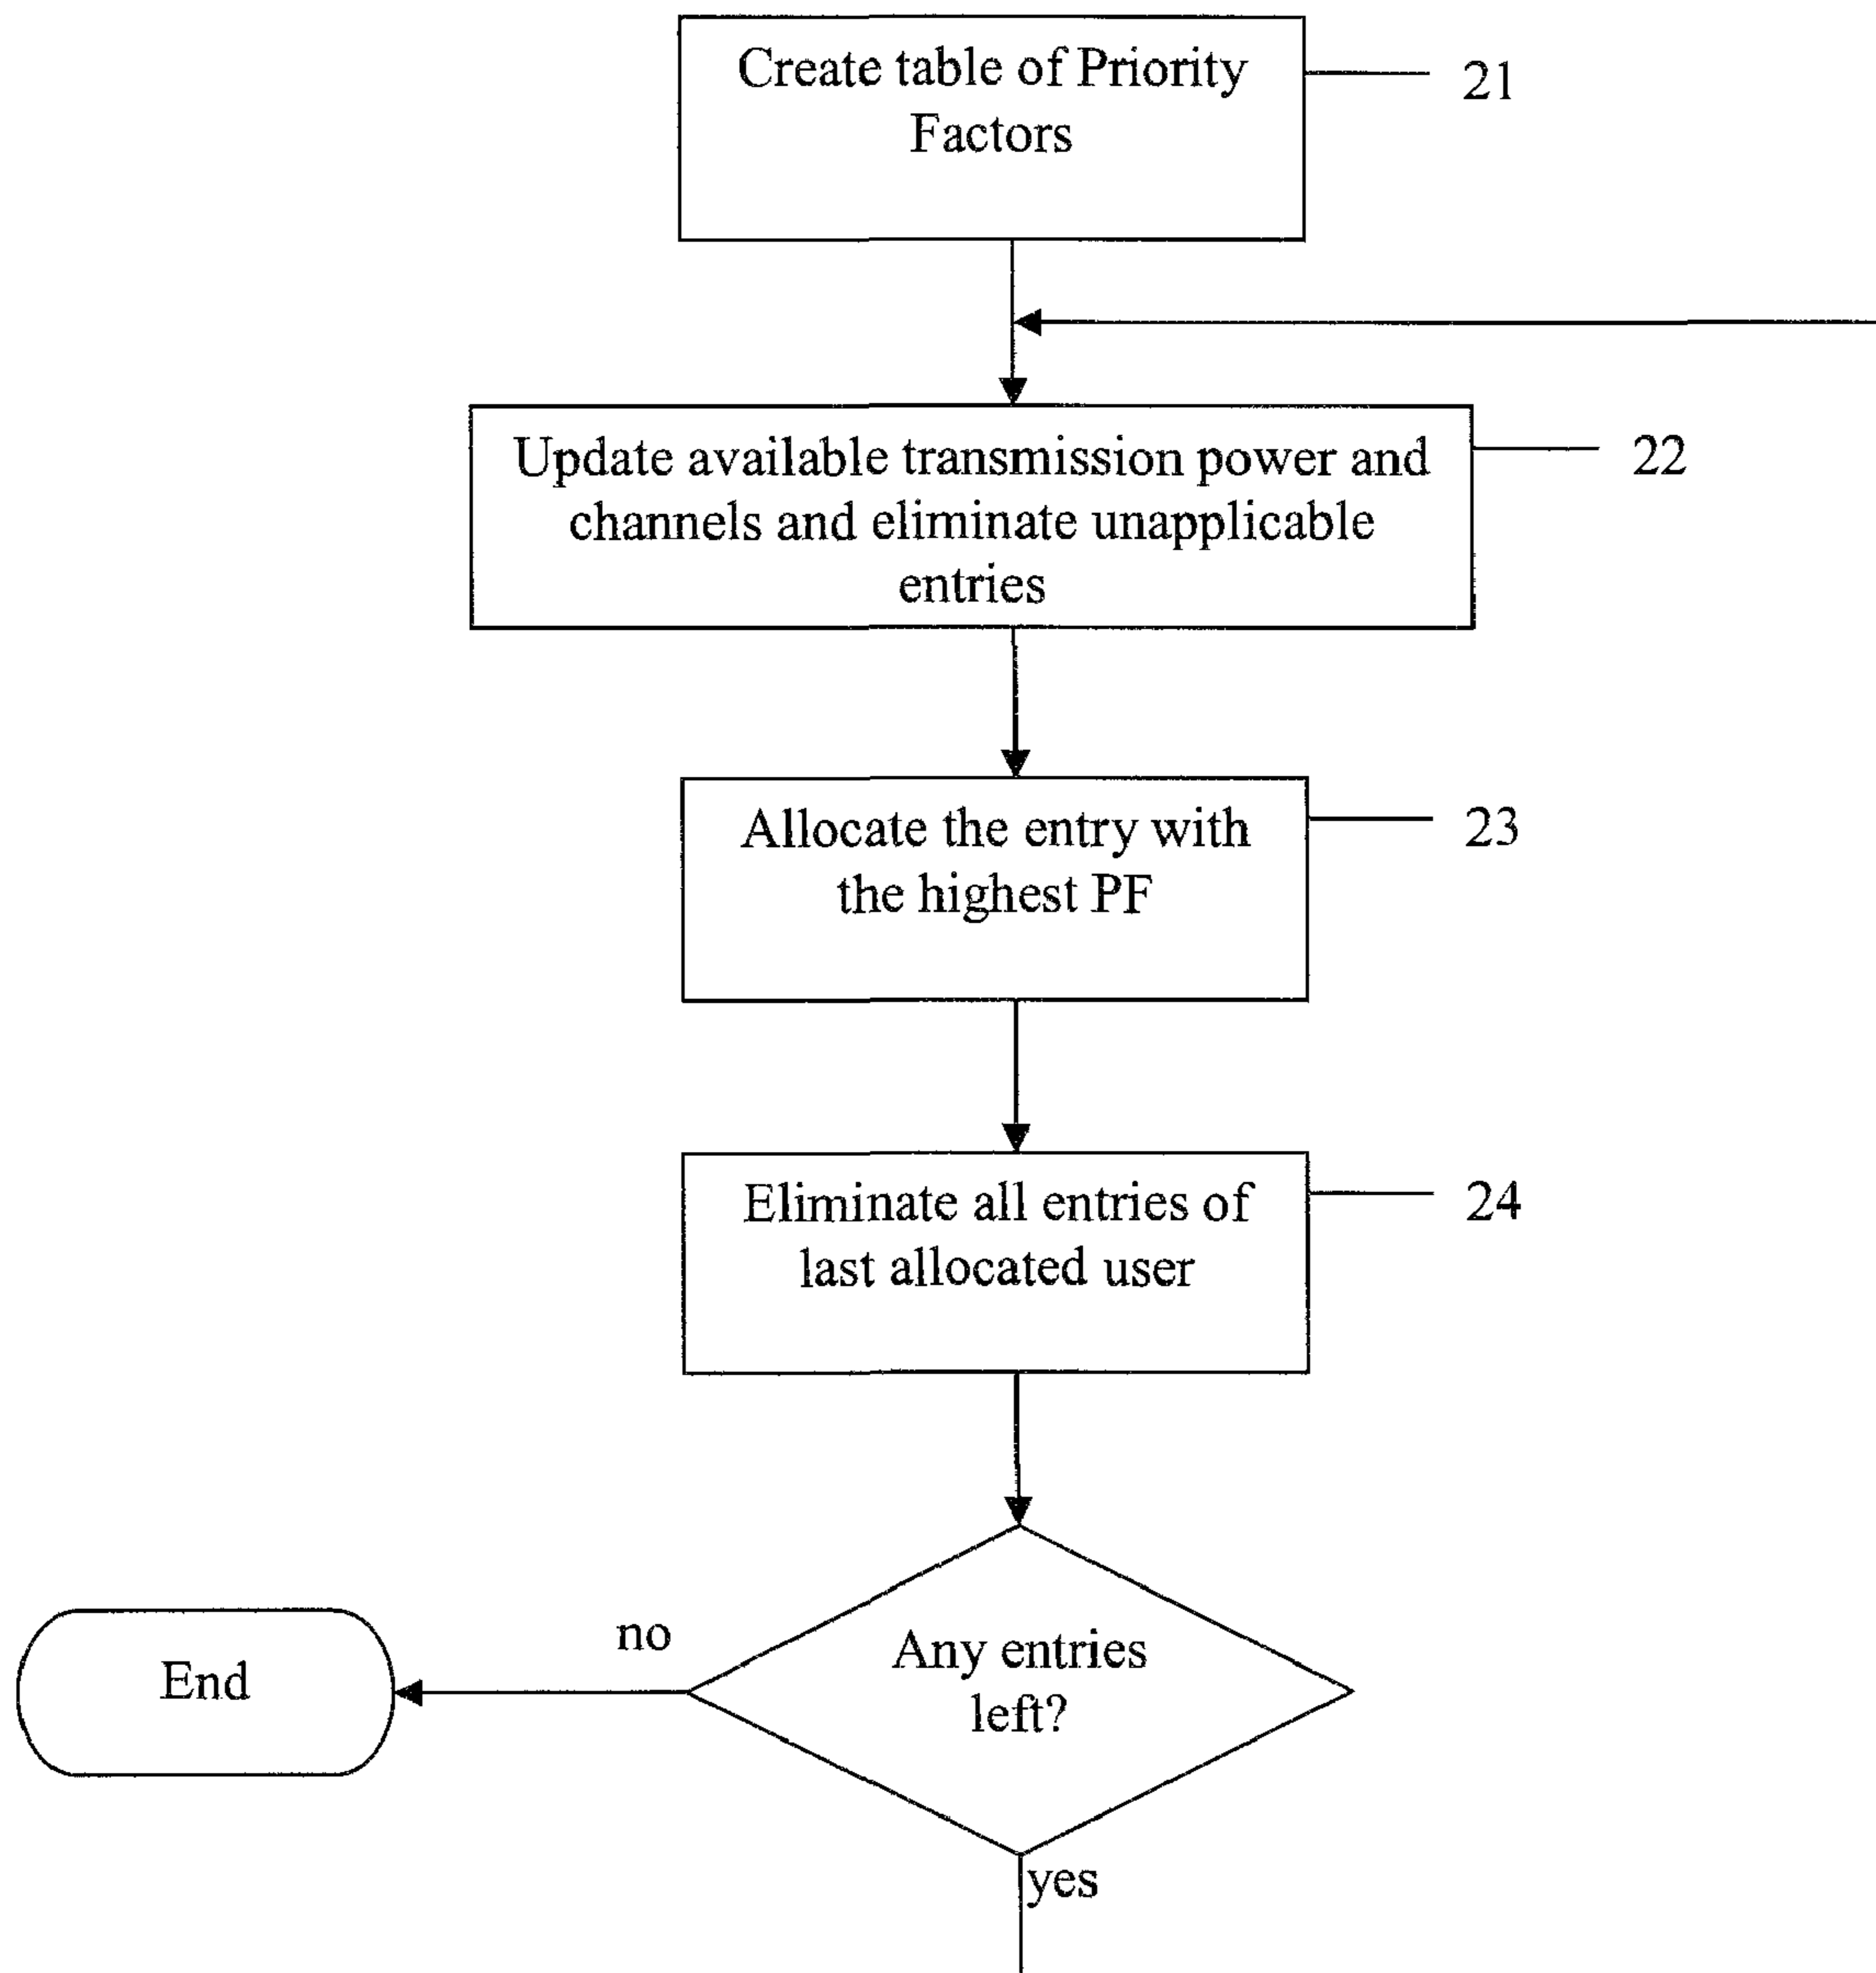 Create table of Priority
Factors
21
Update available transmission power and
channels and eliminate unapplicable
entries
22
Allocate the entry with
the highest PF
23
Eliminate all entries of
last allocated user
24
no
End
Any entries
left?
yes